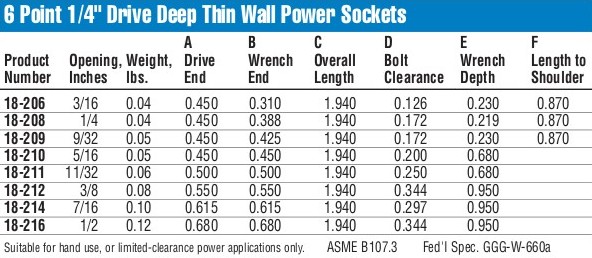 6 Point 1/4" Drive Deep Thin Wall Power Sockets
A B C D E F
Product Opening, Weight, Drive Wrench Overall Bolt Wrench Length to
Number Inches lbs. End End Length Clearance Depth Shoulder
18-206 3/16 0.04 0.450 0.310 1.940 0.126 0.230 0.870
18-208 1/4 0.04 0.450 0.388 1.940 0.172 0.219 0.870
18-209 9/32 0.05 0.450 0.425 1.940 0.172 0.230 0.870
18-210 5/16 0.05 0.450 0.450 1.940 0.200 0.680
18-211 11/32 0.06 0.500 0.500 1.940 0.250 0.680
18-212 3/8 0.08 0.550 0.550 1.940 0.344 0.950
18-214 7/16 0.10 0.615 0.615 1.940 0.297 0.950
18-216 1/2 0.12 0.680 0.680 1.940 0.344 0.950
Suitable for hand use, or limited-clearance power applications only. ASME B107.3 Fed'l Spec. GGG-W-660a